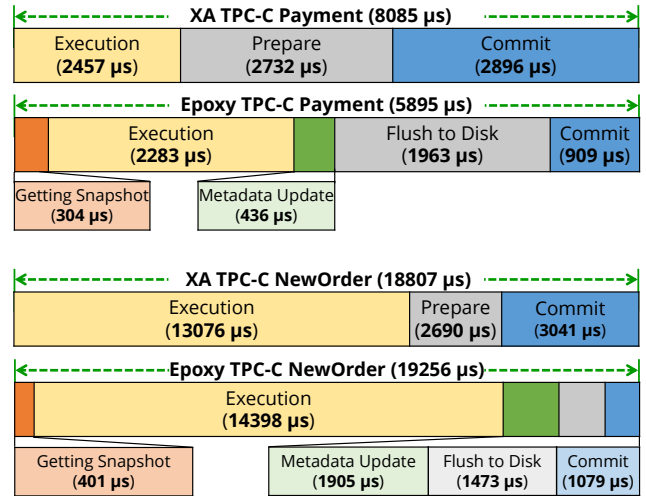 XA TPC-C Payment (8085 µs)
Execution
(2457 µs)
Prepare
(2732 µs)
Commit
(2896 µs)
Epoxy TPC-C Payment (5895 µs)
Execution
(2283 µs)
Flush to Disk
(1963 µs)
Commit
(909 µs)
Getting Snapshot
(304 µs)
Metadata Update
(436 µs)
XA TPC-C NewOrder (18807 µs)
Execution
(13076 µs)
Prepare
(2690 µs)
Commit
(3041 µs)
Epoxy TPC-C NewOrder (19256 µs)
Execution
(14398 µs)
Getting Snapshot
(401 µs)
Metadata Update
(1905 µs)
Flush to Disk
(1473 µs)
Commit
(1079 µs)